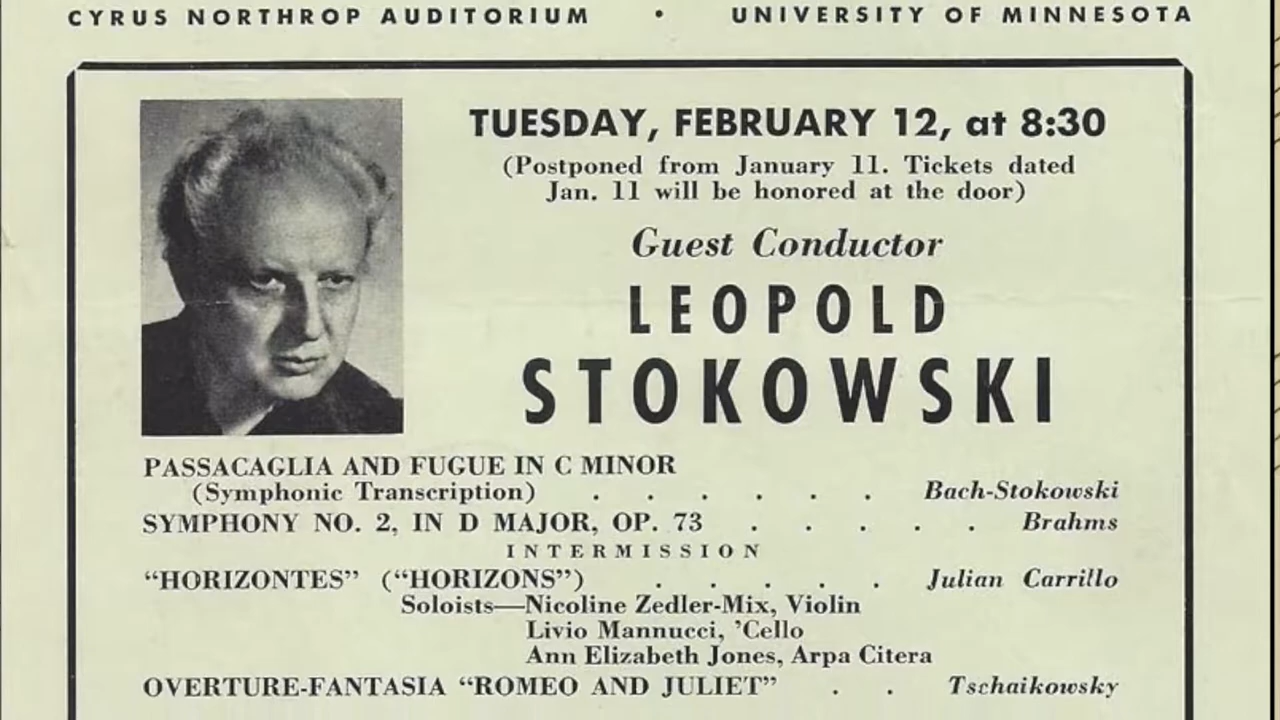 CYRUS NORTHROP AUDITORIUM • UNIVERSITY OF MINNESOTA
TUESDAY, FEBRUARY 12, at 8:30
(Postponed from January 11. Tickets dated
Jan. 11 will be honored at the door)
Guest Conductor
LEOPOLD
STOKOWSKI
PASSACAGLIA AND FUGUE IN C MINOR
(Symphonic Transcription) . . . . . . Bach-Stokowski
SYMPHONY NO. 2, IN D MAJOR, OP. 73 . . . . . Brahms
INTERMISSION
“HORIZONTES” (“HORIZONS”) . . . . . Julian Carrillo
Soloists—Nicoline Zedler-Mix, Violin
Livio Mannucci, ’Cello
Ann Elizabeth Jones, Arpa Citera
OVERTURE-FANTASIA “ROMEO AND JULIET” . . Tschaikowsky